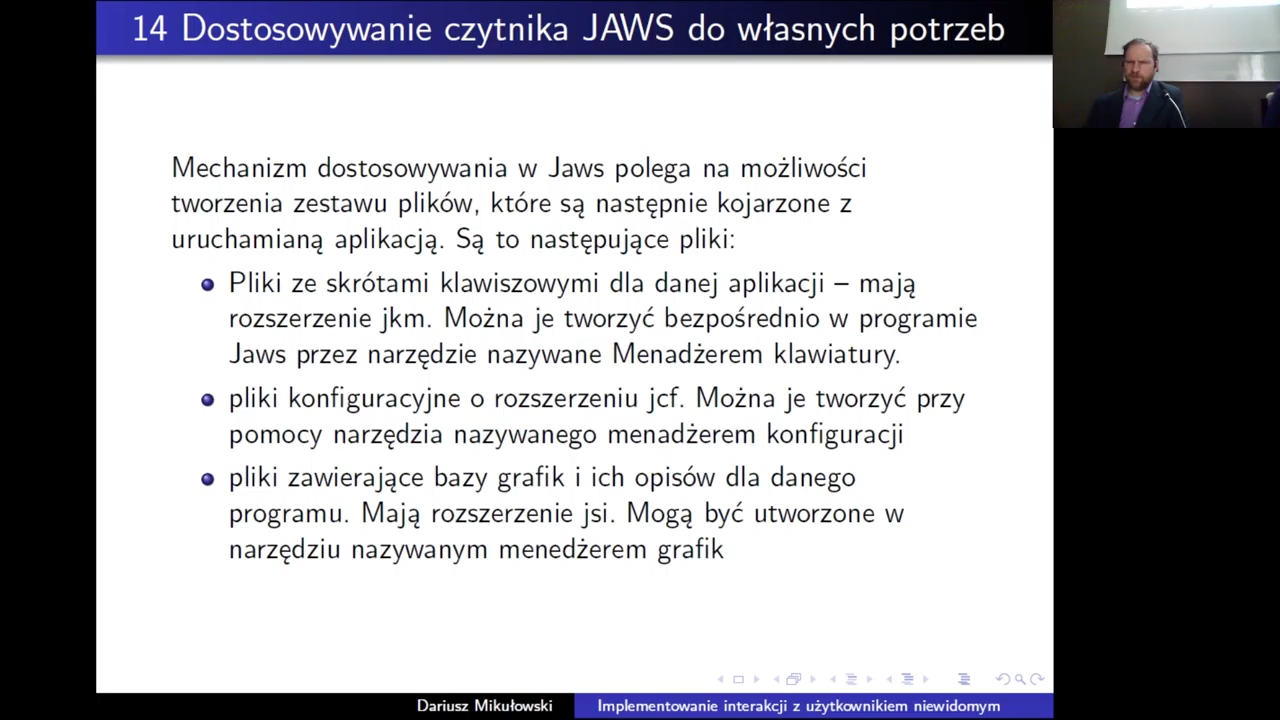 14 Dostosowywanie czytnika JAWS do własnych potrzeb
Mechanizm dostosowywania w Jaws polega na możliwości
tworzenia zestawu plików, które są następnie kojarzone z
uruchamianą aplikacją. Są to następujące pliki:
Pliki ze skrótami klawiszowymi dla danej aplikacji – mają
rozszerzenie jkm. Można je tworzyć bezpośrednio w programie
Jaws przez narzędzie nazywane Menadżerem klawiatury.
pliki konfiguracyjne o rozszerzeniu jcf. Można je tworzyć przy
pomocy narzędzia nazywanego menadżerem konfiguracji
pliki zawierające bazy grafik i ich opisów dla danego
programu. Mają rozszerzenie jsi. Mogą być utworzone w
narzędziu nazywanym menedżerem grafik
Dariusz Mikułowski
Implementowanie interakcji z użytkownikiem niewidomym